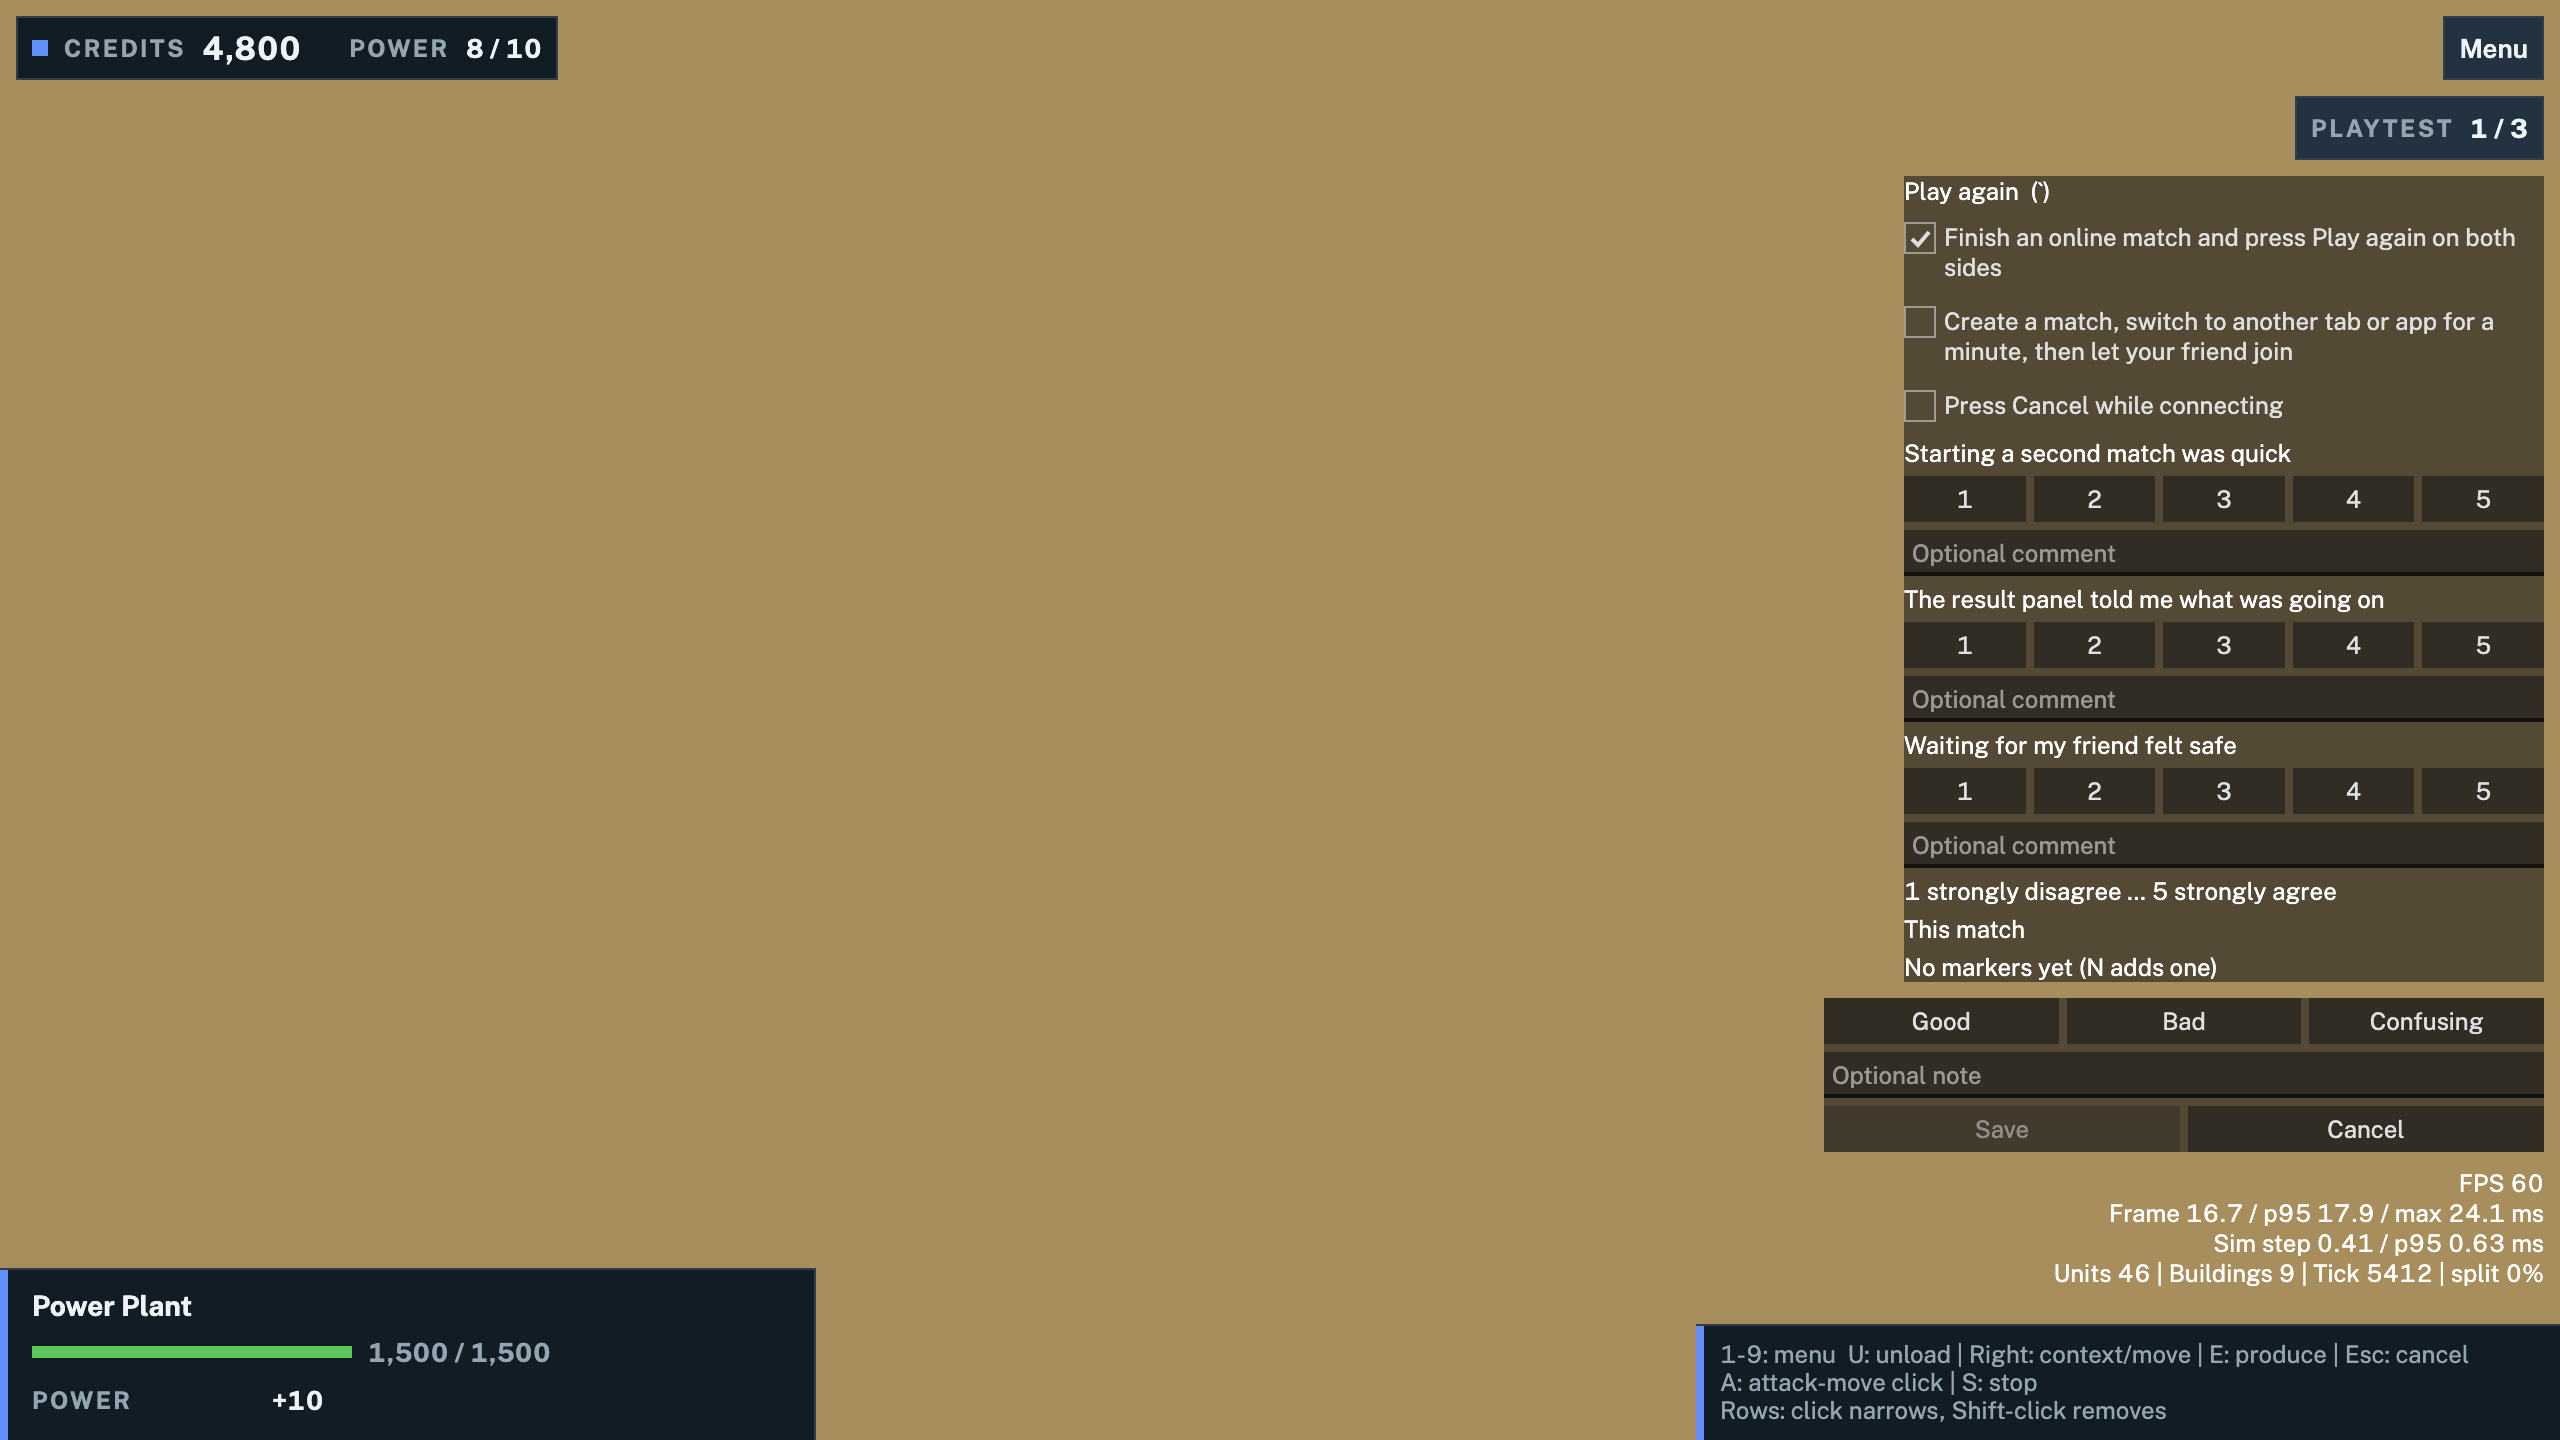 CREDITS 4,800 POWER 8 / 10
Menu
PLAYTEST 1 / 3
Play again (`)
Finish an online match and press Play again on both
sides
Create a match, switch to another tab or app for a
minute, then let your friend join
Press Cancel while connecting
Starting a second match was quick
1 2 3 4 5
Optional comment
The result panel told me what was going on
1 2 3 4 5
Optional comment
Waiting for my friend felt safe
1 2 3 4 5
Optional comment
1 strongly disagree ... 5 strongly agree
This match
No markers yet (N adds one)
Good Bad Confusing
Optional note
Save Cancel
FPS 60
Frame 16.7 / p95 17.9 / max 24.1 ms
Sim step 0.41 / p95 0.63 ms
Units 46 | Buildings 9 | Tick 5412 | split 0%
Power Plant
1,500 / 1,500
POWER +10
1-9: menu  U: unload | Right: context/move | E: produce | Esc: cancel
A: attack-move click | S: stop
Rows: click narrows, Shift-click removes